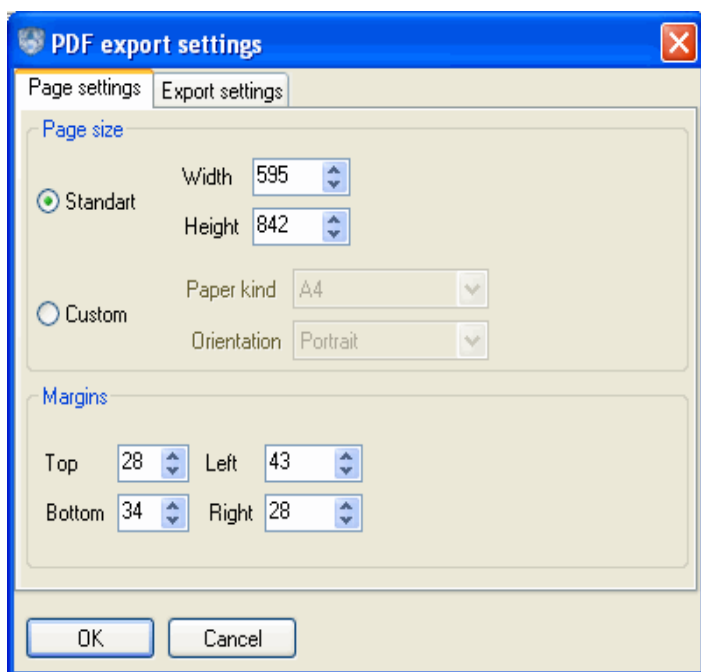 PDF export settings
Page settings Export settings
Page size
Width 595
Standart
Height 842
Paper kind A4
Custom
Orientation Portrait
Margins
Top 28 Left 43
Bottom 34 Right 28
OK Cancel